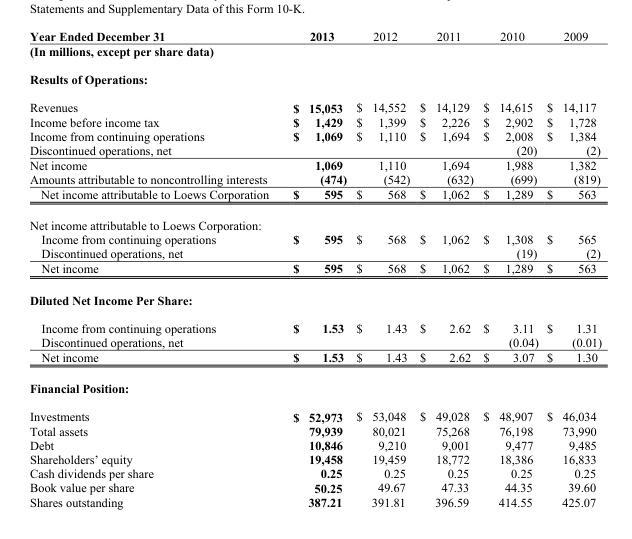 Statements and Supplementary Data of this Form 10-K.
Year Ended December 31 2013 2012 2011 2010 2009
(In millions, except per share data)
Results of Operations:
Revenues $ 15,053 $ 14,552 $ 14,129 $ 14,615 $ 14,117
Income before income tax $ 1,429 $ 1,399 $ 2,226 $ 2,902 $ 1,728
Income from continuing operations $ 1,069 $ 1,110 $ 1,694 $ 2,008 $ 1,384
Discontinued operations, net (20) (2)
Net income 1,069 1,110 1,694 1,988 1,382
Amounts attributable to noncontrolling interests (474) (542) (632) (699) (819)
Net income attributable to Loews Corporation $ 595 $ 568 $ 1,062 $ 1,289 $ 563
Net income attributable to Loews Corporation:
Income from continuing operations $ 595 $ 568 $ 1,062 $ 1,308 $ 565
Discontinued operations, net (19) (2)
Net income $ 595 $ 568 $ 1,062 $ 1,289 $ 563
Diluted Net Income Per Share:
Income from continuing operations $ 1.53 $ 1.43 $ 2.62 $ 3.11 $ 1.31
Discontinued operations, net (0.04) (0.01)
Net income $ 1.53 $ 1.43 $ 2.62 $ 3.07 $ 1.30
Financial Position:
Investments $ 52,973 $ 53,048 $ 49,028 $ 48,907 $ 46,034
Total assets 79,939 80,021 75,268 76,198 73,990
Debt 10,846 9,210 9,001 9,477 9,485
Shareholders' equity 19,458 19,459 18,772 18,386 16,833
Cash dividends per share 0.25 0.25 0.25 0.25 0.25
Book value per share 50.25 49.67 47.33 44.35 39.60
Shares outstanding 387.21 391.81 396.59 414.55 425.07